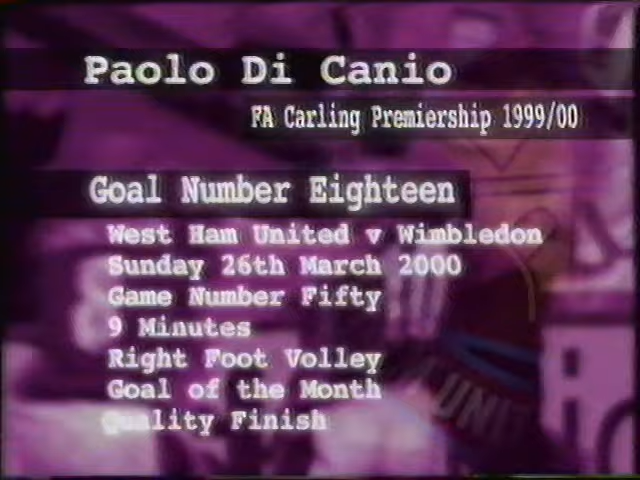 Paolo Di Canio
FA Carling Premiership 1999/00
Goal Number Eighteen
West Ham United v Wimbledon
Sunday 26th March 2000
Game Number Fifty
9 Minutes
Right Foot Volley
Goal of the Month
Quality Finish
UNI